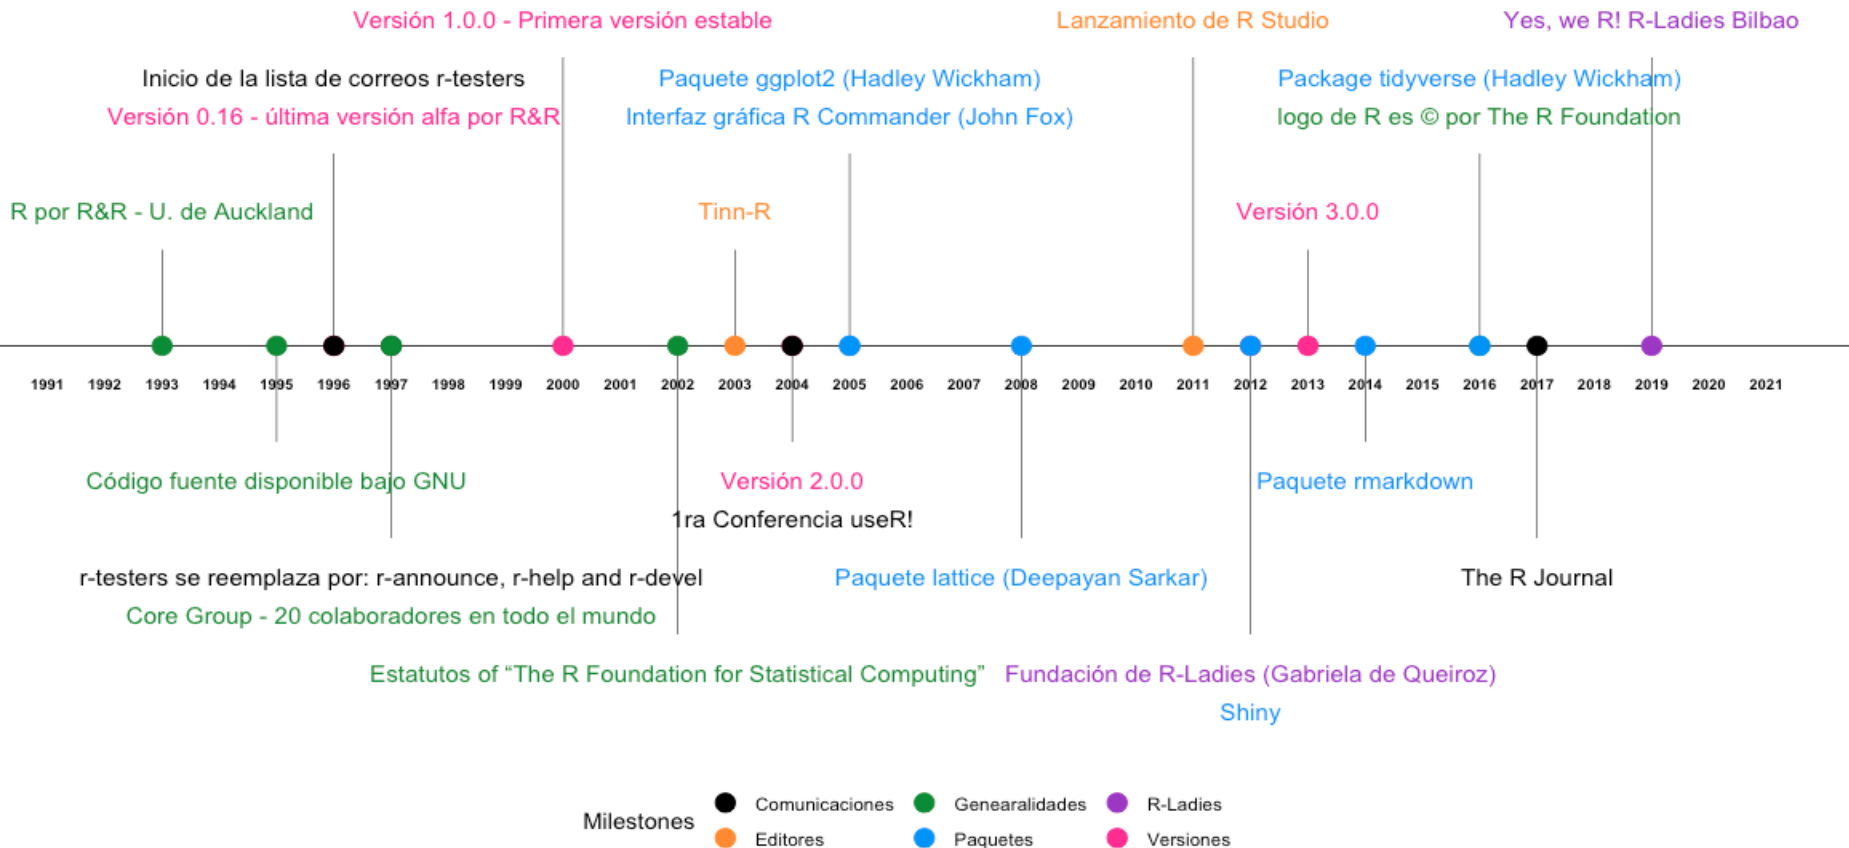 Versión 1.0.0 - Primera versión estable
Lanzamiento de R Studio
Yes, we R! R-Ladies Bilbao
Inicio de la lista de correos r-testers
Paquete ggplot2 (Hadley Wickham)
Package tidyverse (Hadley Wickham)
Versión 0.16 - última versión alfa por R&R
Interfaz gráfica R Commander (John Fox)
logo de R es © por The R Foundation
R por R&R - U. de Auckland
Tinn-R
Versión 3.0.0
1991 1992 1993 1994 1995 1996 1997 1998 1999 2000 2001 2002 2003 2004 2005 2006 2007 2008 2009 2010 2011 2012 2013 2014 2015 2016 2017 2018 2019 2020 2021
Código fuente disponible bajo GNU
Versión 2.0.0
Paquete rmarkdown
1ra Conferencia useR!
r-testers se reemplaza por: r-announce, r-help and r-devel
Paquete lattice (Deepayan Sarkar)
The R Journal
Core Group - 20 colaboradores en todo el mundo
Estatutos of “The R Foundation for Statistical Computing”
Fundación de R-Ladies (Gabriela de Queiroz)
Shiny
Milestones
Comunicaciones
Genearalidades
R-Ladies
Editores
Paquetes
Versiones